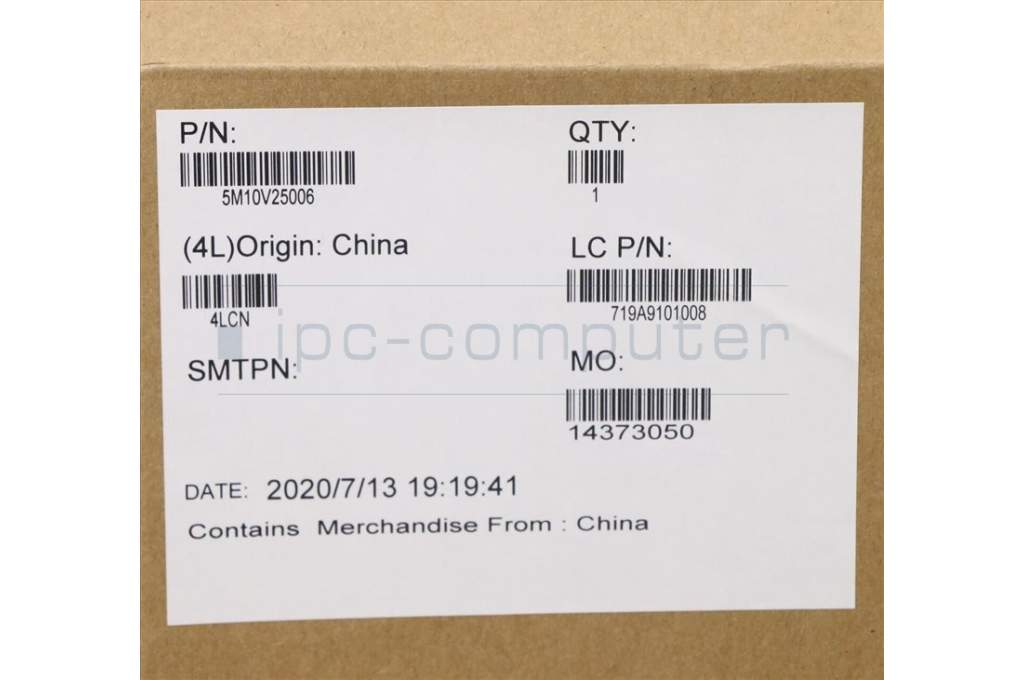 P/N:
5M10V25006
QTY:
1
(4L)Origin: China
4LCN
LC P/N:
719A9101008
ipc-computer
SMTPN:
MO:
14373050
DATE: 2020/7/13 19:19:41
Contains Merchandise From : China